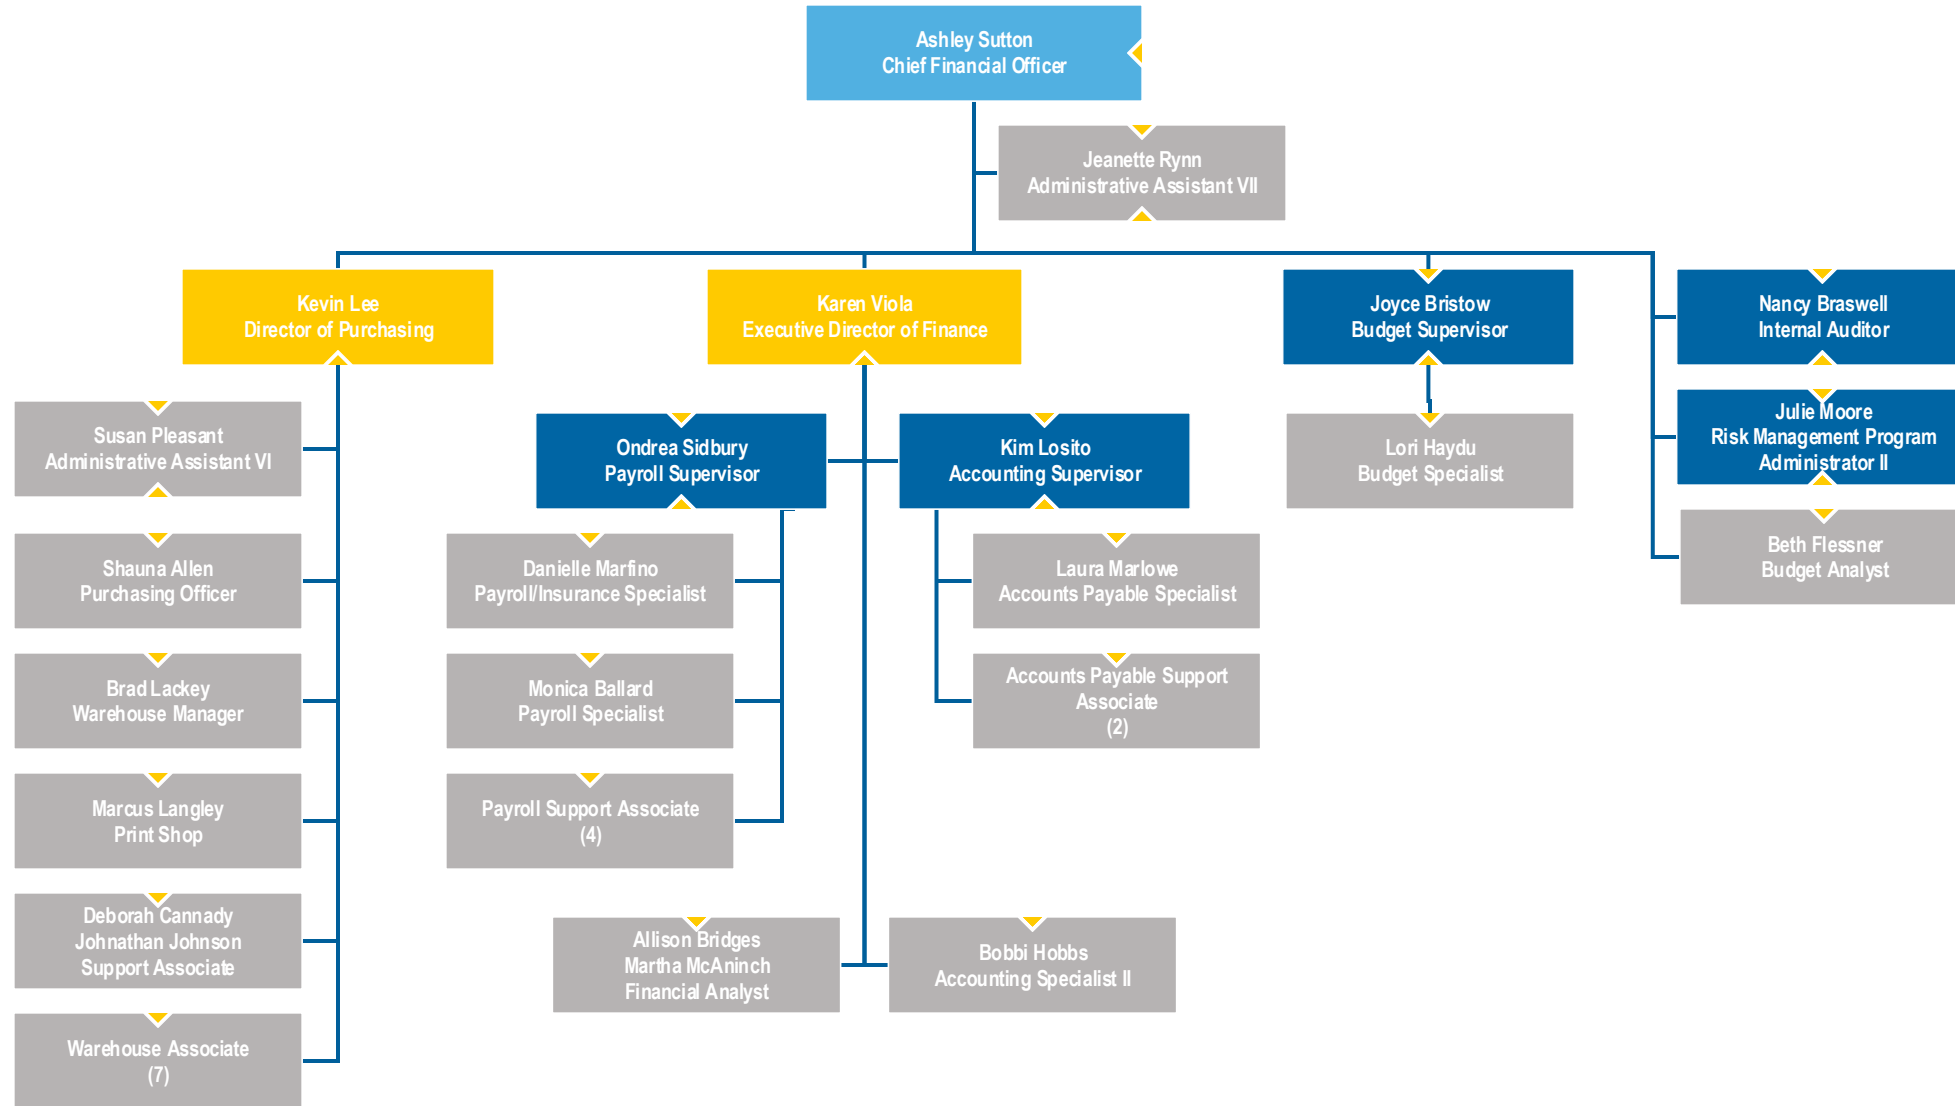 Ashley Sutton
Chief Financial Officer
Jeanette Rynn
Administrative Assistant VII
Kevin Lee
Director of Purchasing
Karen Viola
Executive Director of Finance
Joyce Bristow
Budget Supervisor
Nancy Braswell
Internal Auditor
Julie Moore
Risk Management Program
Administrator II
Beth Flessner
Budget Analyst
Susan Pleasant
Administrative Assistant VI
Shauna Allen
Purchasing Officer
Brad Lackey
Warehouse Manager
Marcus Langley
Print Shop
Deborah Cannady
Johnathan Johnson
Support Associate
Warehouse Associate
(7)
Ondrea Sidbury
Payroll Supervisor
Danielle Marfino
Payroll/Insurance Specialist
Monica Ballard
Payroll Specialist
Payroll Support Associate
(4)
Kim Losito
Accounting Supervisor
Laura Marlowe
Accounts Payable Specialist
Accounts Payable Support
Associate
(2)
Allison Bridges
Martha McAninch
Financial Analyst
Bobbi Hobbs
Accounting Specialist II
Lori Haydu
Budget Specialist